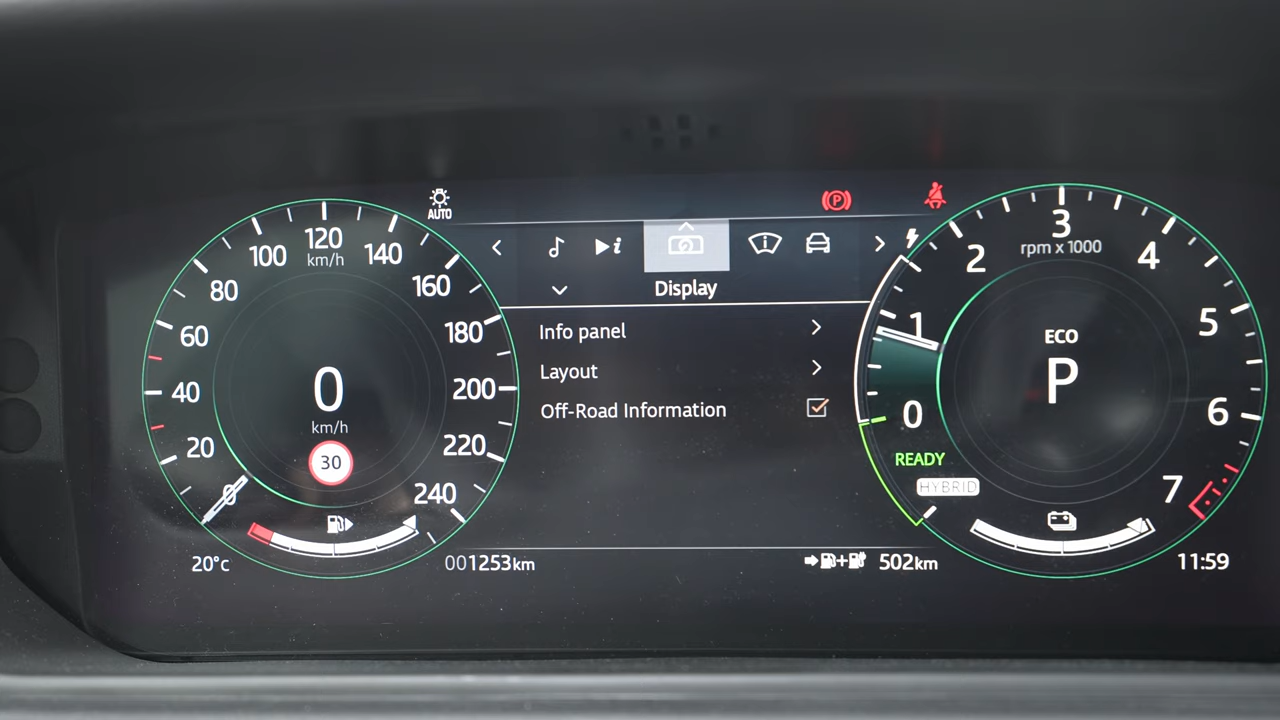 AUTO
100
120
140
km/h
80
160
60
180
40
200
20
220
240
0
km/h
30
20°c
001253km
Display
Info panel
Layout
Off-Road Information
502km
3
rpm x 1000
2
4
1
5
0
6
7
ECO
P
READY
HYBRID
11:59
P